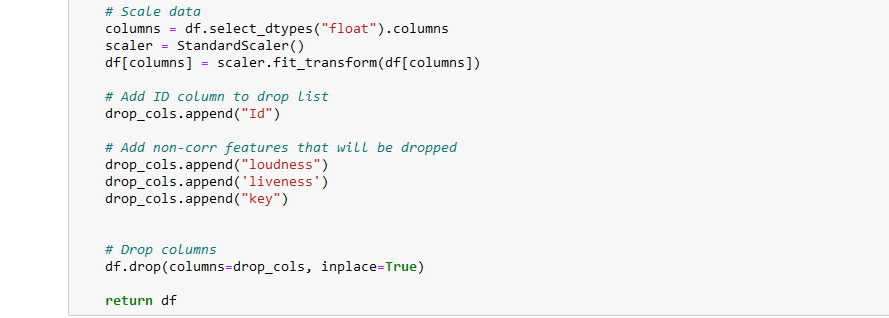 # Scale data
columns = df.select_dtypes("float").columns
scaler = StandardScaler()
df[columns] = scaler.fit_transform(df[columns])
# Add ID column to drop list
drop_cols.append("Id")
# Add non-corr features that will be dropped
drop_cols.append("loudness")
drop_cols.append('liveness')
drop_cols.append("key")
# Drop columns
df.drop(columns=drop_cols, inplace=True)
return df